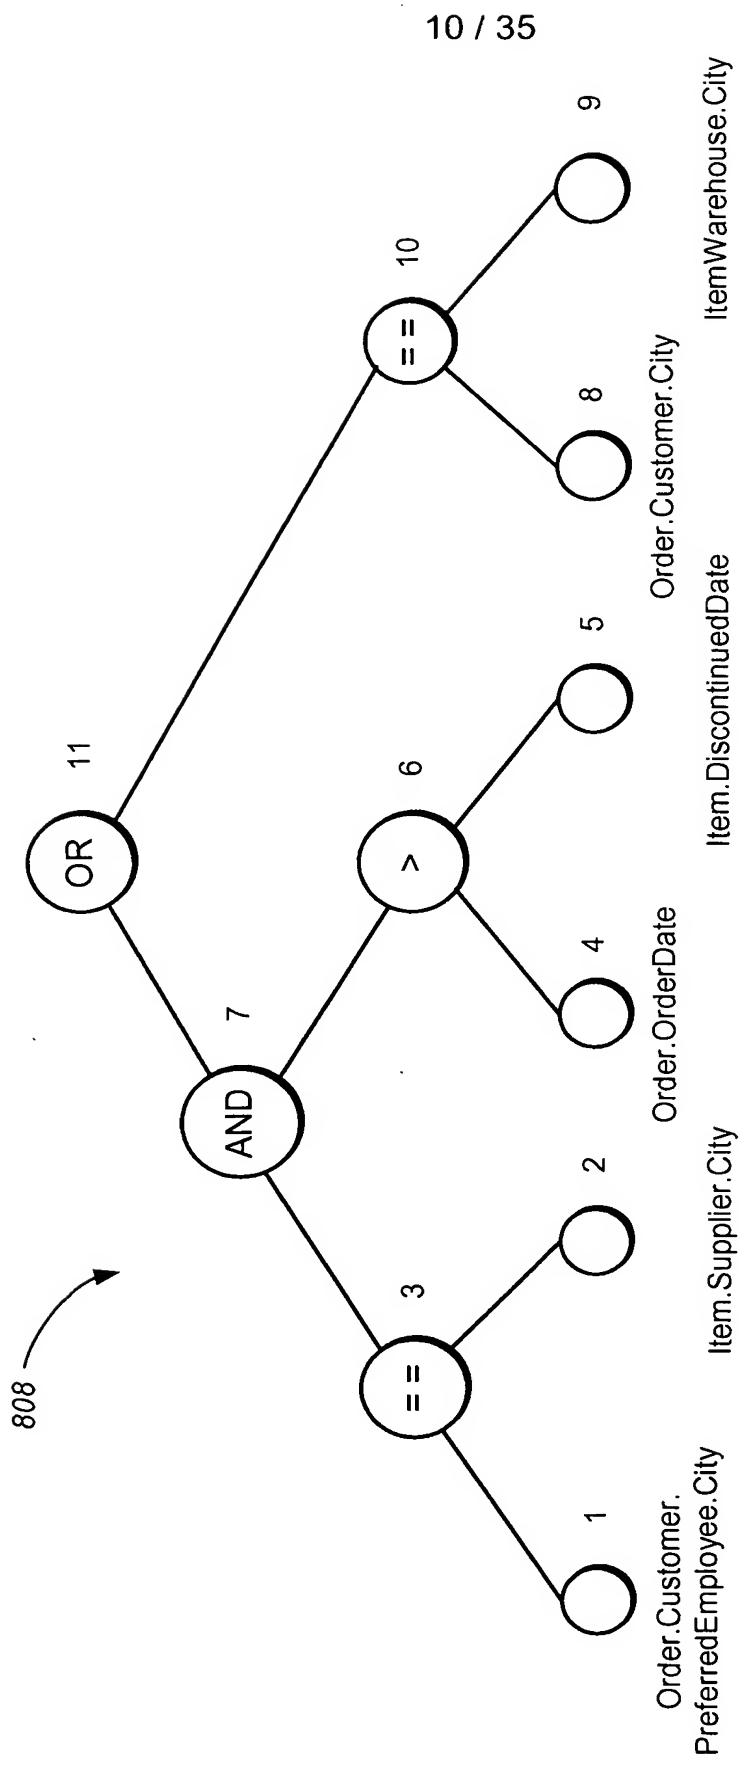 10 / 35
808
OR
11
AND
7
= =
3
>
6
= =
10
1
2
4
5
8
9
Order.Customer.
PreferredEmployee.City
Item.Supplier.City
Order.OrderDate
Item.DiscontinuedDate
Order.Customer.City
ItemWarehouse.City